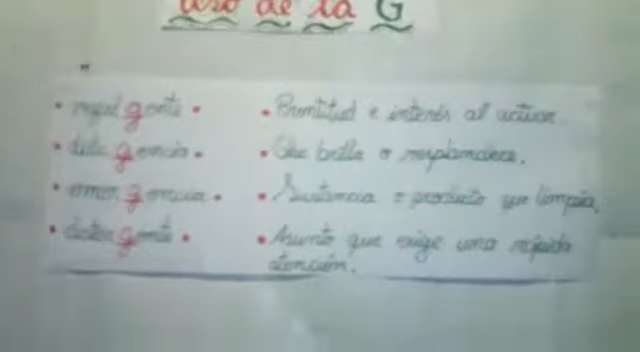 uso de la G
• refulgente •
• diligencia •
• emergencia •
• detergente •
• Prontitud e interés al actuar
• Que brilla o resplandece.
• Sustancia o producto que limpia.
• Asunto que exige una rápida
atención.